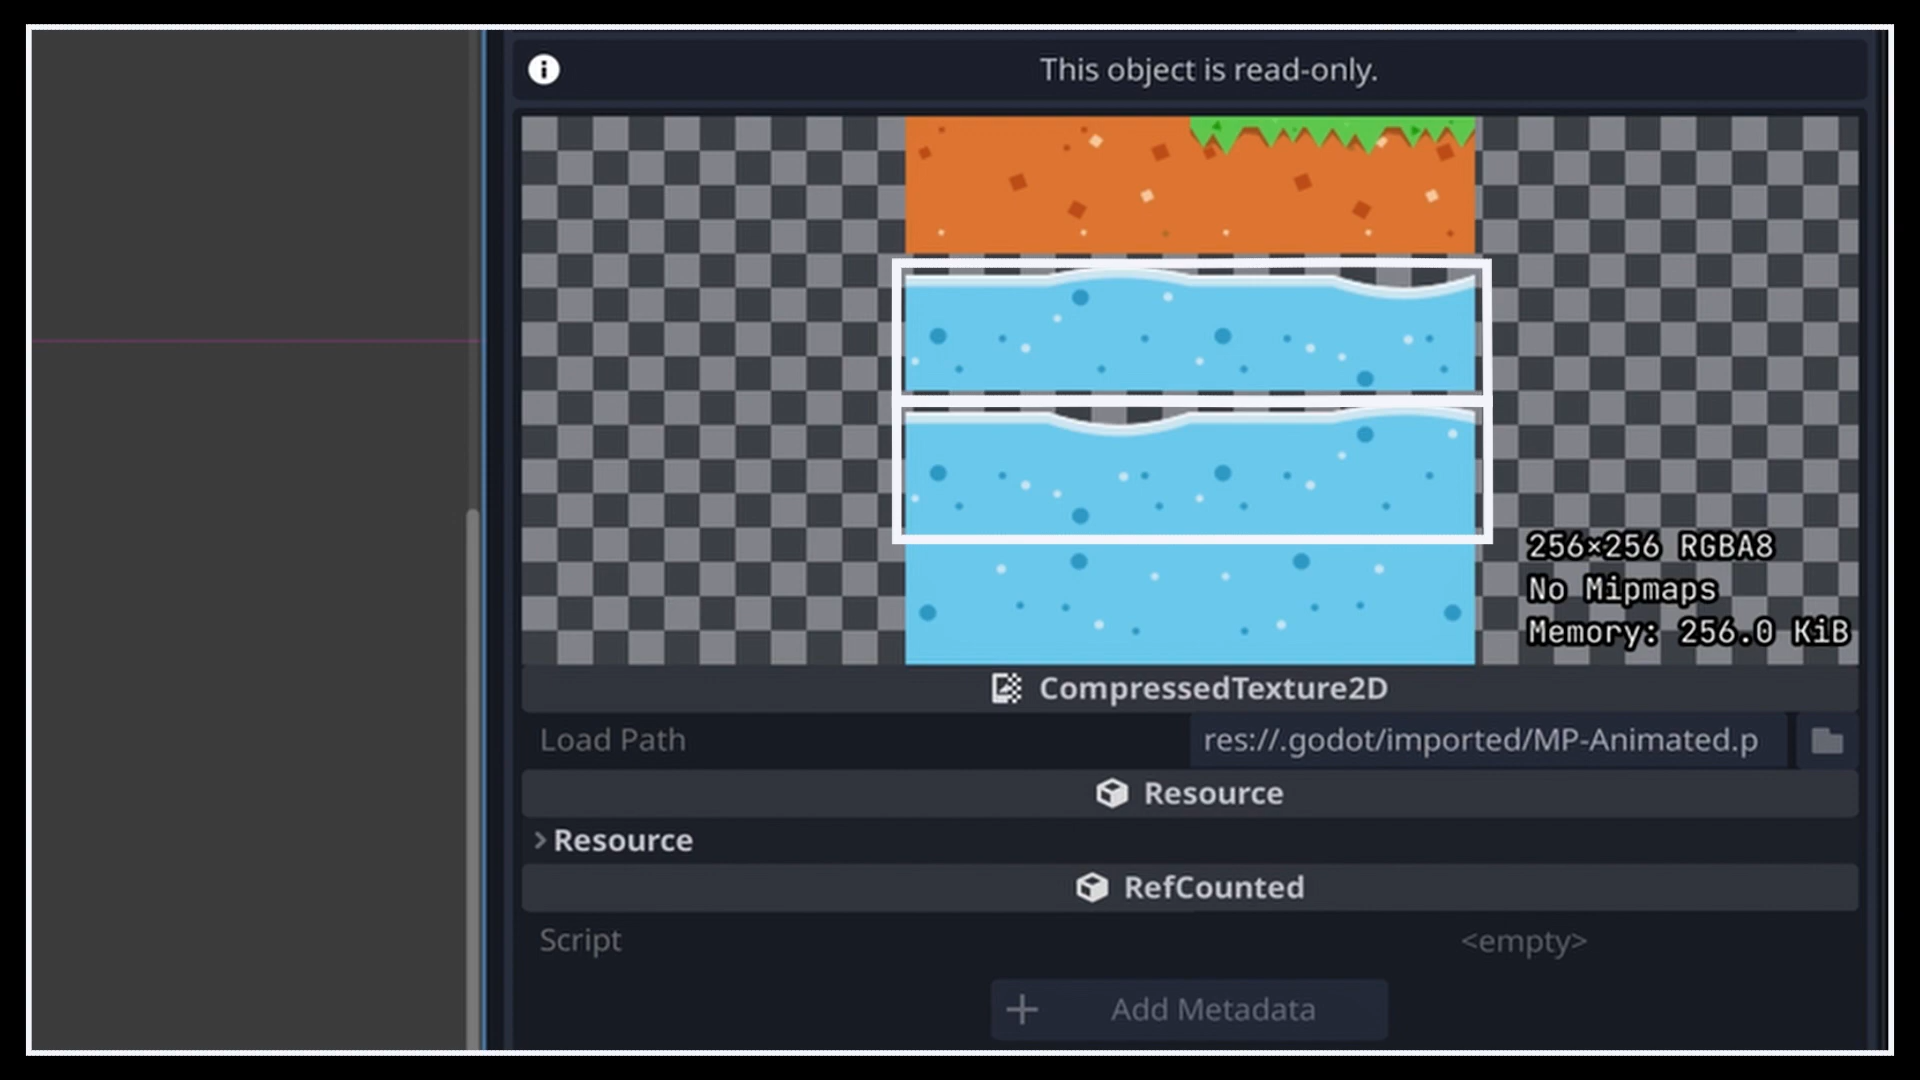 This object is read-only.
256×256 RGBA8
No Mipmaps
Memory: 256.0 KiB
CompressedTexture2D
Load Path
res://.godot/imported/MP-Animated.p
Resource
Resource
RefCounted
Script
<empty>
Add Metadata